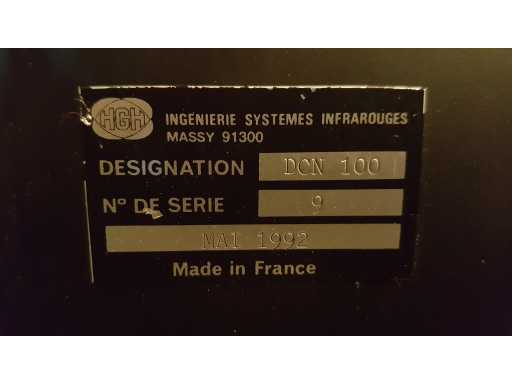 HGH
INGENIERIE SYSTEMES INFRAROUGES
MASSY 91300
DESIGNATION DCN 100
N° DE SERIE 9
MAI 1992
Made in France